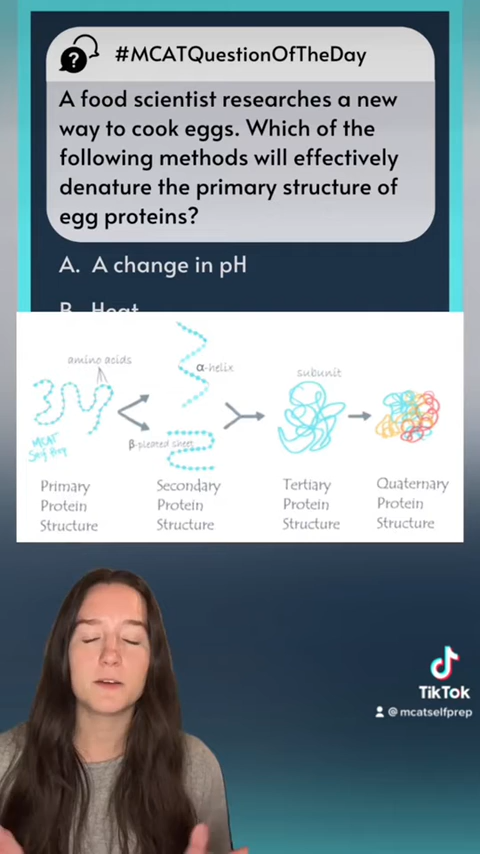 #MCATQuestionOfTheDay
A food scientist researches a new
way to cook eggs. Which of the
following methods will effectively
denature the primary structure of
egg proteins?
A. A change in pH
B. Heat
amino acids
α-helix
subunit
β-pleated sheet
MCAT
Self Prep
Primary
Protein
Structure
Secondary
Protein
Structure
Tertiary
Protein
Structure
Quaternary
Protein
Structure
TikTok
@mcatselfprep